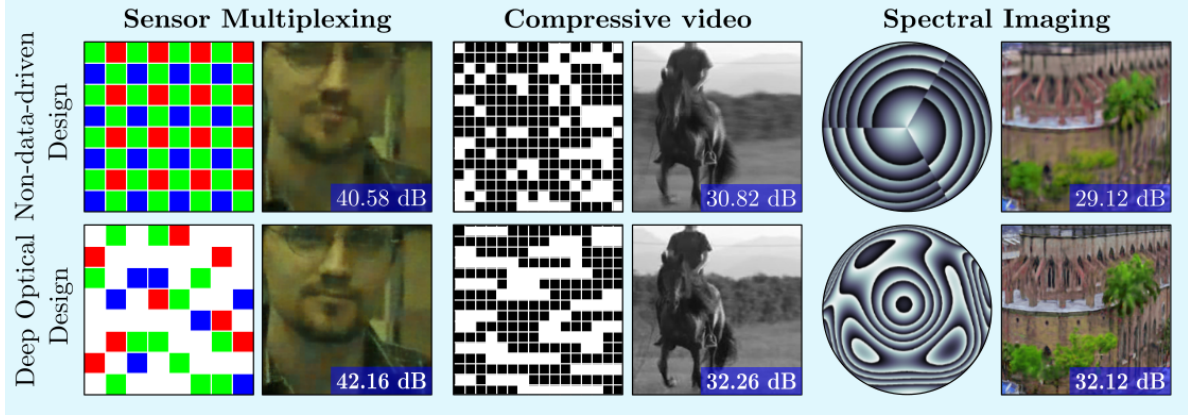 Sensor Multiplexing
Compressive video
Spectral Imaging
Non-data-driven
Design
40.58 dB
30.82 dB
29.12 dB
Deep Optical
Design
42.16 dB
32.26 dB
32.12 dB